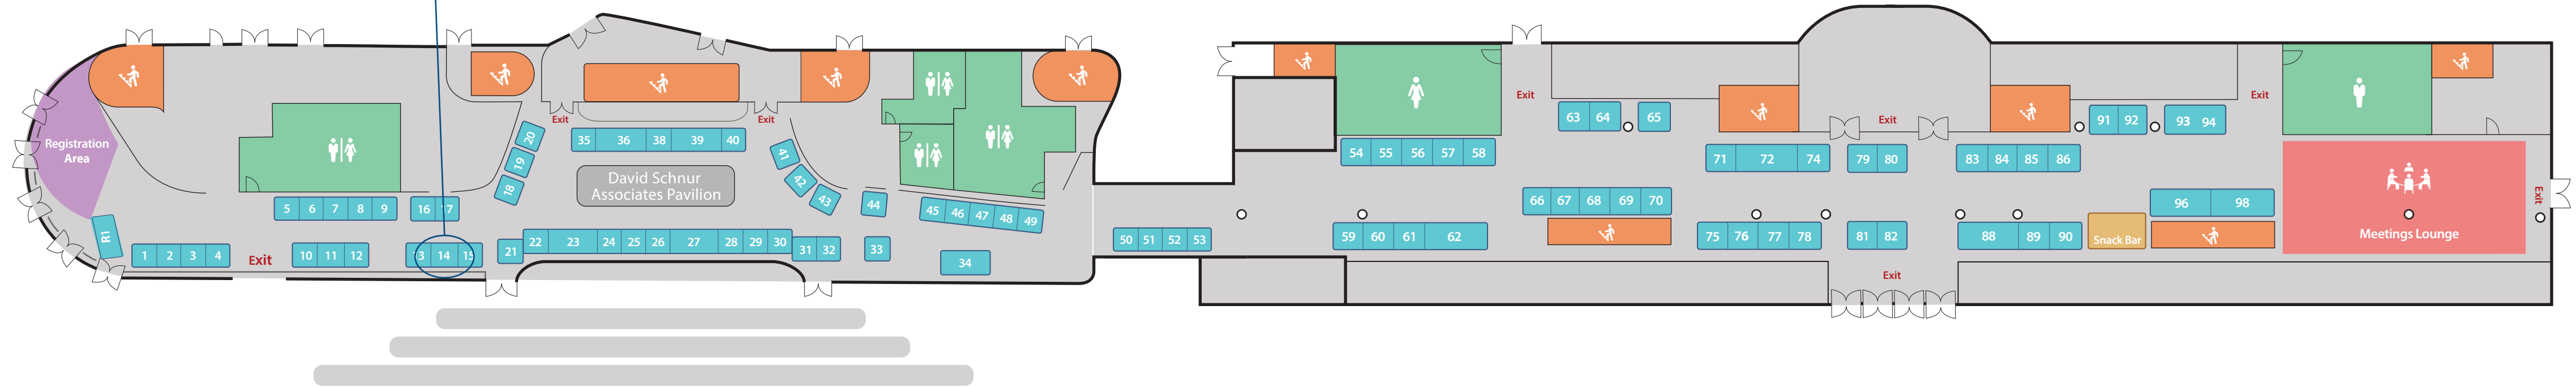 Registration
Area
R1
1 2 3 4
5 6 7 8 9
Exit
10 11 12
13 14 15
16 17
18
19
20
21
22 23 24 25 26 27 28 29 30
31 32
33
34
Exit
Exit
35 36 38 39 40
David Schnur
Associates Pavilion
41
42
43
44
45 46 47 48 49
50 51 52 53
54 55 56 57 58
59 60 61 62
Exit
63 64
65
66 67 68 69 70
71 72 74
75 76 77 78
Exit
79 80
81 82
Exit
83 84 85 86
88 89 90
91 92
93 94
Snack Bar
96 98
Exit
Meetings Lounge
Exit